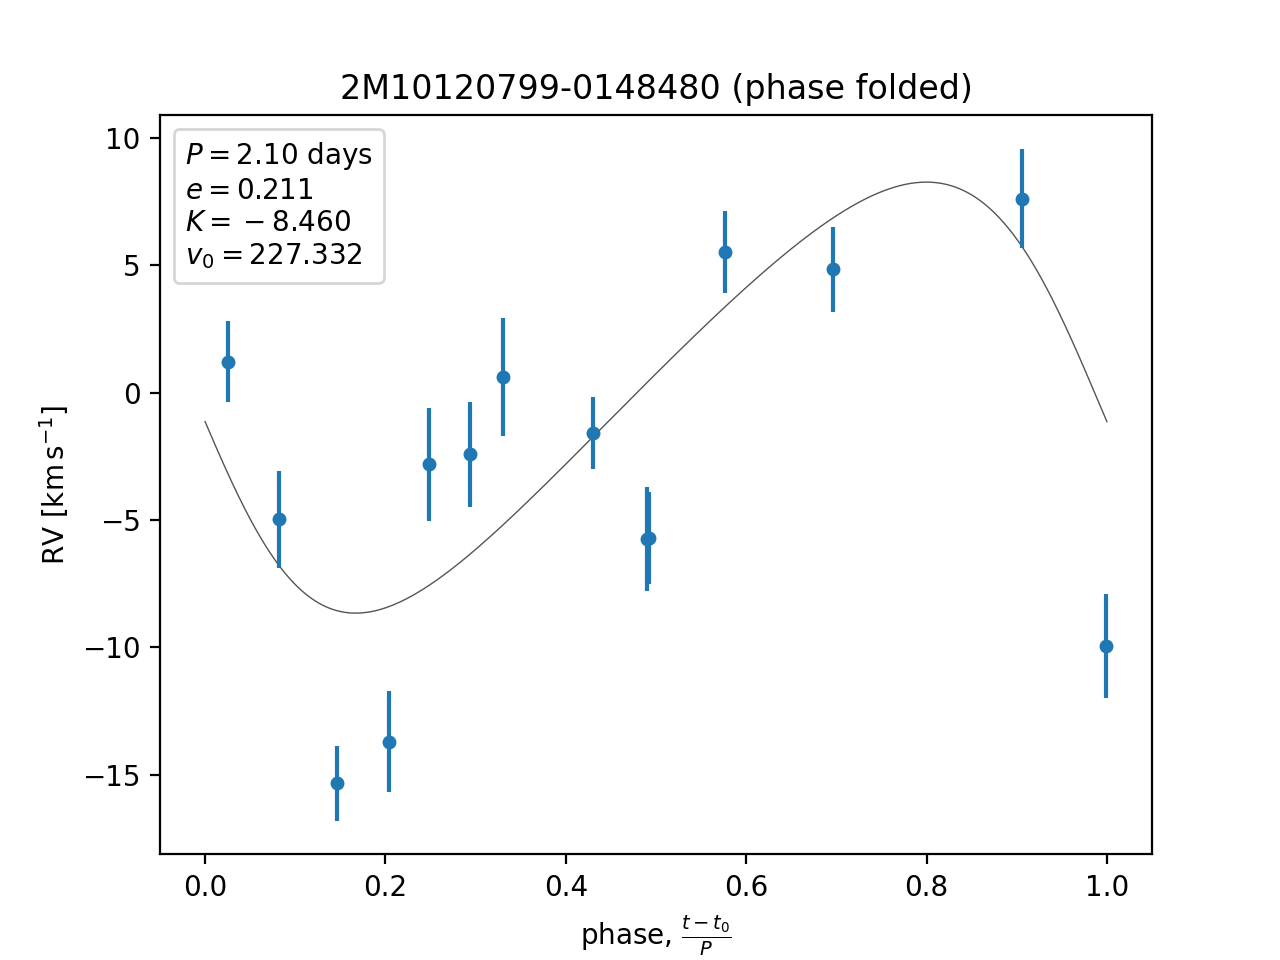 2M10120799-0148480 (phase folded)
P = 2.10 days
e = 0.211
K = −8.460
v₀ = 227.332
RV [km s⁻¹]
10
5
0
−5
−10
−15
0.0 0.2 0.4 0.6 0.8 1.0
phase, (t − t₀)/P